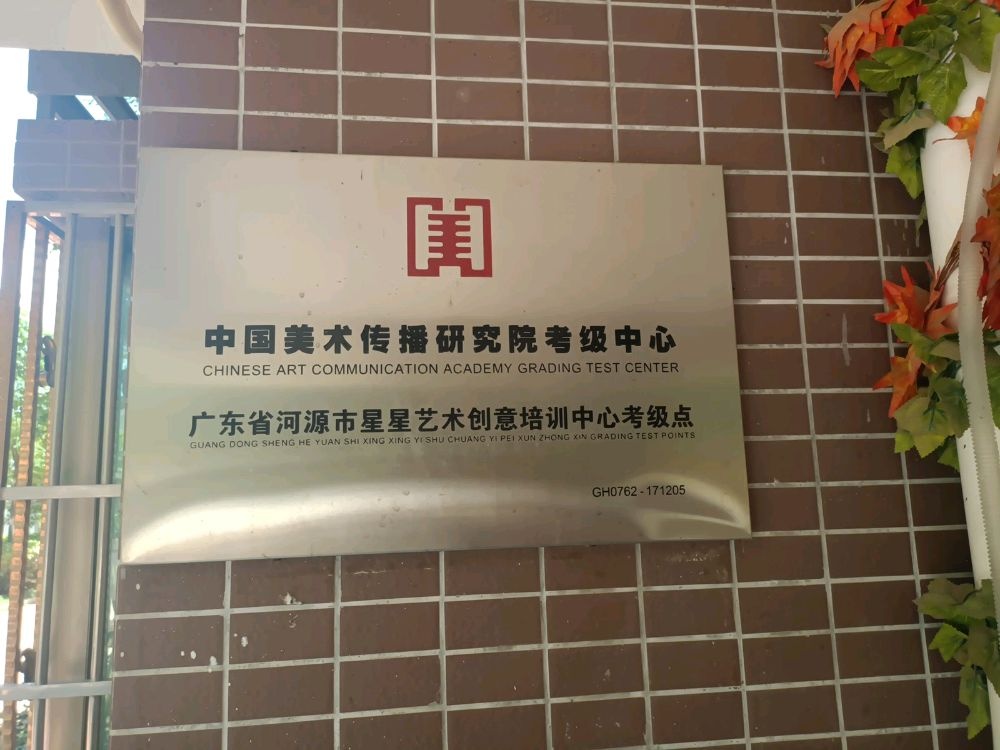 美
中国美术传播研究院考级中心
CHINESE ART COMMUNICATION ACADEMY GRADING TEST CENTER
广东省河源市星星艺术创意培训中心考级点
GUANG DONG SHENG HE YUAN SHI XING XING YI SHU CHUANG YI PEI XUN ZHONG XIN GRADING TEST POINTS
GH0762-171205